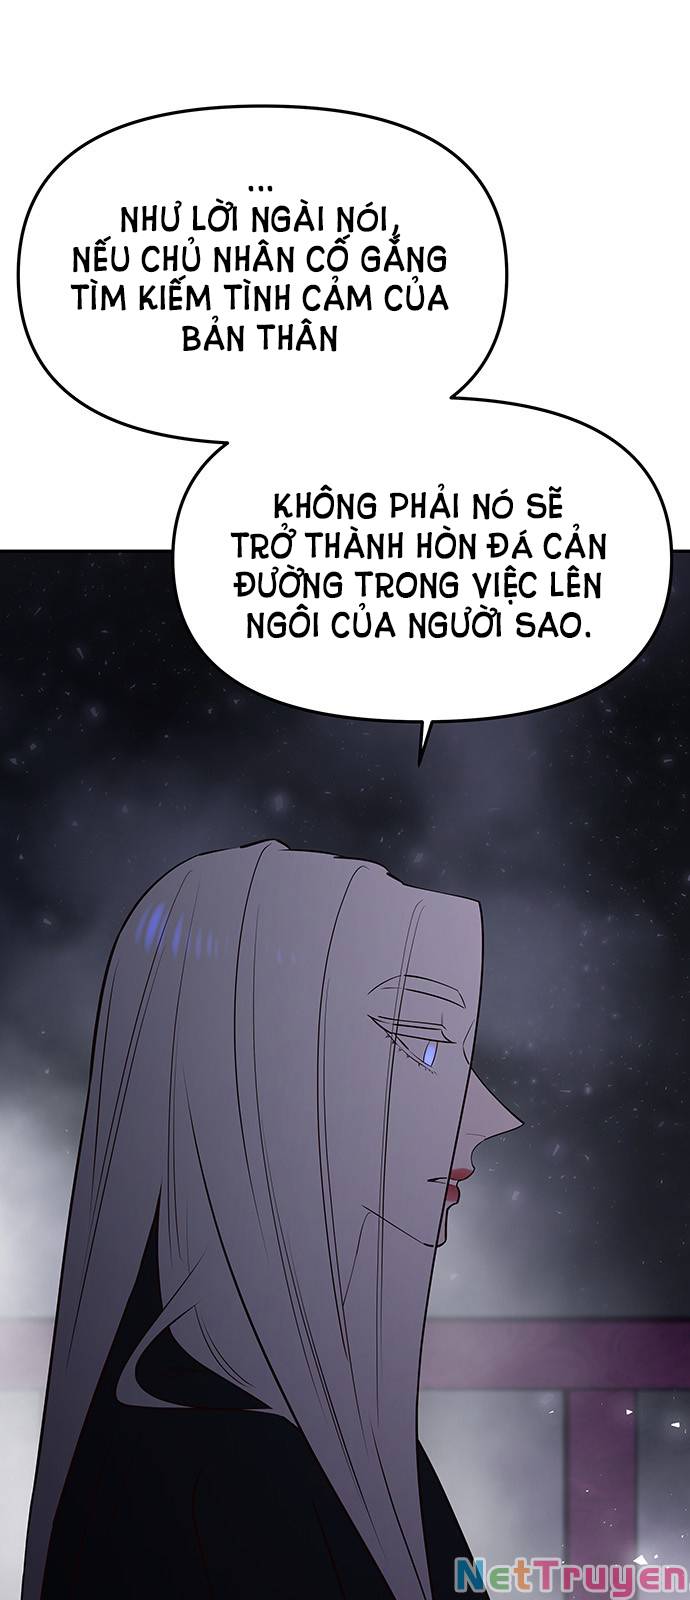 ...
NHƯ LỜI NGÀI NÓI,
NẾU CHỦ NHÂN CỐ GẮNG
TÌM KIẾM TÌNH CẢM CỦA
BẢN THÂN
KHÔNG PHẢI NÓ SẼ
TRỞ THÀNH HÒN ĐÁ CẢN
ĐƯỜNG TRONG VIỆC LÊN
NGÔI CỦA NGƯỜI SAO.
NetTruyen